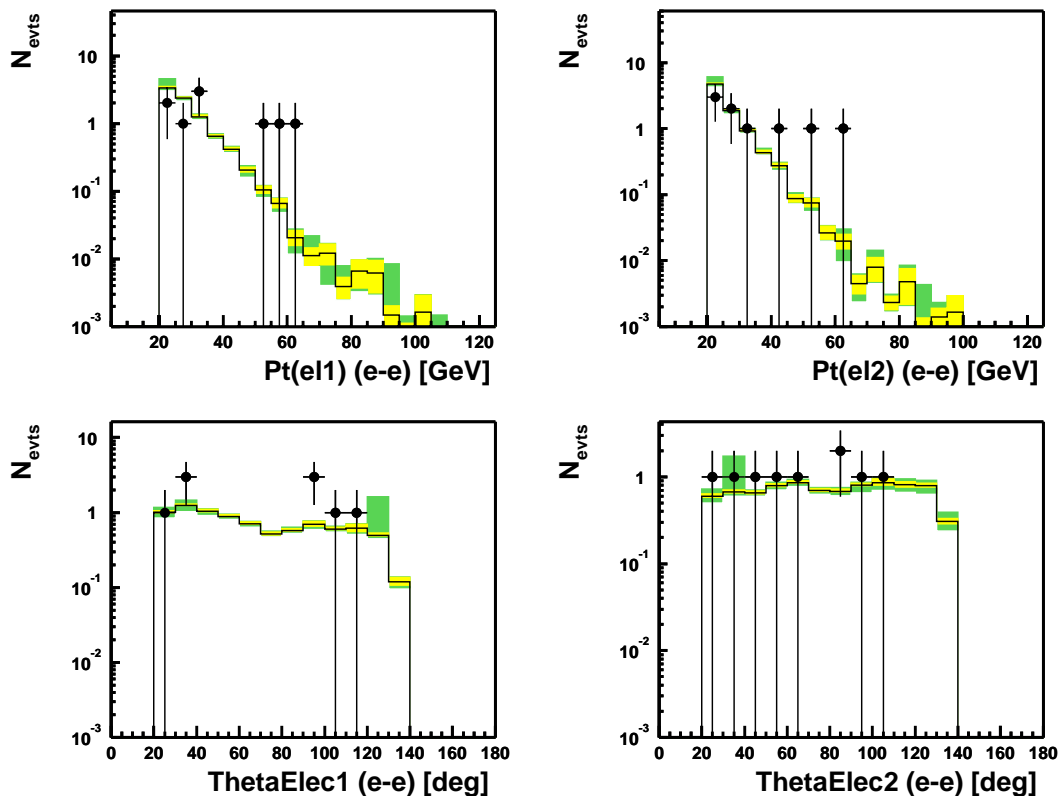 N_evts
10
1
10^-1
10^-2
10^-3
20 40 60 80 100 120
Pt(el1) (e-e) [GeV]
N_evts
10
1
10^-1
10^-2
10^-3
20 40 60 80 100 120
Pt(el2) (e-e) [GeV]
N_evts
10
1
10^-1
10^-2
10^-3
0 20 40 60 80 100 120 140 160 180
ThetaElec1 (e-e) [deg]
N_evts
1
10^-1
10^-2
10^-3
0 20 40 60 80 100 120 140 160 180
ThetaElec2 (e-e) [deg]